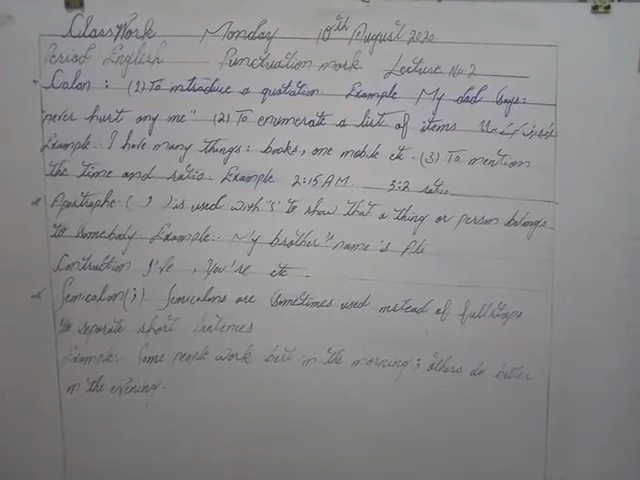 Class Work Monday 10th August 2020
Period English Punctuation mark Lecture No. 2
Colon : (1) To introduce a quotation. Example My dad says:
"never hurt any me" (2) To enumerate a list of items
Example. I have many things : books, one mobile etc. (3) To mention
the time and ratio. Example 2:15 AM. 3:2 ratio
Apostrophe. ( ' ) is used with "s" to show that a thing or person belongs
to somebody Example. My brother's name is Ali
Contraction I've , You're etc.
Semicolon (;) Semicolons are sometimes used instead of full stops
to separate short sentences
Example. Some people work best in the morning ; others do better
in the evening.